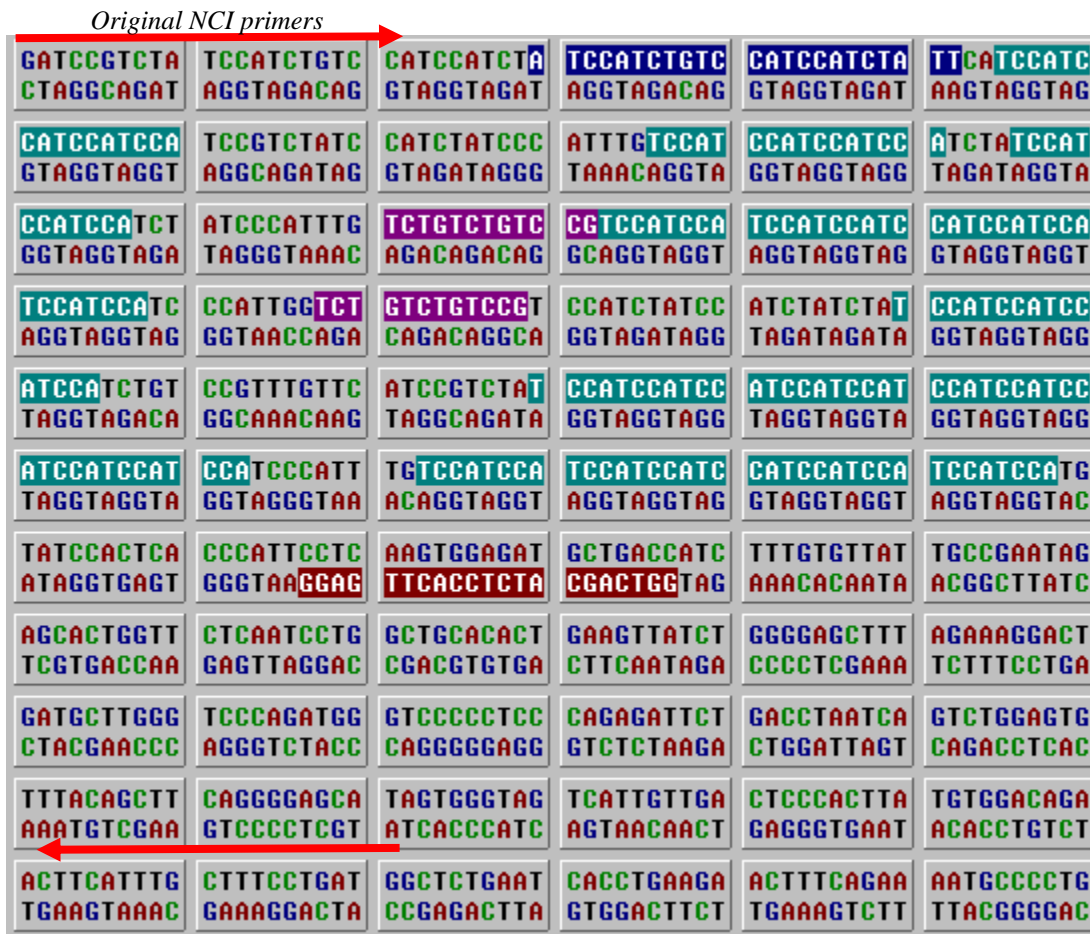 Original NCI primers
GATCCGTCTA TCCATCTGTC CATCCATCTA TCCATCTGTC CATCCATCTA TTCATCCATC
CTAGGCAGAT AGGTAGACAG GTAGGTAGAT AGGTAGACAG GTAGGTAGAT AAGTAGGTAG
CATCCATCCA TCCGTCTATC CATCTATCCC ATTTGTCCAT CCATCCATCC ATCTATCCAT
GTAGGTAGGT AGGCAGATAG GTAGATAGGG TAAACAGGTA GGTAGGTAGG TAGATAGGTA
CCATCCATCT ATCCCATTTG TCTGTCTGTC CGTCCATCCA TCCATCCATC CATCCATCCA
GGTAGGTAGA TAGGGTAAAC AGACAGACAG GCAGGTAGGT AGGTAGGTAG GTAGGTAGGT
TCCATCCATC CCATTGGTCT GTCTGTCCGT CCATCTATCC ATCTATCTAT CCATCCATCC
AGGTAGGTAG GGTAACCAGA CAGACAGGCA GGTAGATAGG TAGATAGATA GGTAGGTAGG
ATCCATCTGT CCGTTTGTTC ATCCGTCTAT CCATCCATCC ATCCATCCAT CCATCCATCC
TAGGTAGACA GGCAAACAAG TAGGCAGATA GGTAGGTAGG TAGGTAGGTA GGTAGGTAGG
ATCCATCCAT CCATCCCATT TGTCCATCCA TCCATCCATC CATCCATCCA TCCATCCATG
TAGGTAGGTA GGTAGGGTAA ACAGGTAGGT AGGTAGGTAG GTAGGTAGGT AGGTAGGTAC
TATCCACTCA CCCATTCCTC AAGTGGAGAT GCTGACCATC TTTGTGTTAT TGCCGAATAG
ATAGGTGAGT GGGTAAGGAG TTCACCTCTA CGACTGGTAG AAACACAATA ACGGCTTATC
AGCACTGGTT CTCAATCCTG GCTGCACACT GAAGTTATCT GGGGAGCTTT AGAAAGGACT
TCGTGACCAA GAGTTAGGAC CGACGTGTGA CTTCAATAGA CCCCTCGAAA TCTTTCCTGA
GATGCTTGGG TCCCAGATGG GTCCCCCTCC CAGAGATTCT GACCTAATCA GTCTGGAGTG
CTACGAACCC AGGGTCTACC CAGGGGGAGG GTCTCTAAGA CTGGATTAGT CAGACCTCAC
TTTACAGCTT CAGGGGAGCA TAGTGGGTAG TCATTGTTGA CTCCCACTTA TGTGGACAGA
AAATGTCGAA GTCCCCTCGT ATCACCCATC AGTAACAACT GAGGGTGAAT ACACCTGTCT
ACTTCATTTG CTTTCCTGAT GGCTCTGAAT CACCTGAAGA ACTTTCAGAA AATGCCCCTG
TGAAGTAAAC GAAAGGACTA CCGAGACTTA GTGGACTTCT TGAAAGTCTT TTACGGGGAC